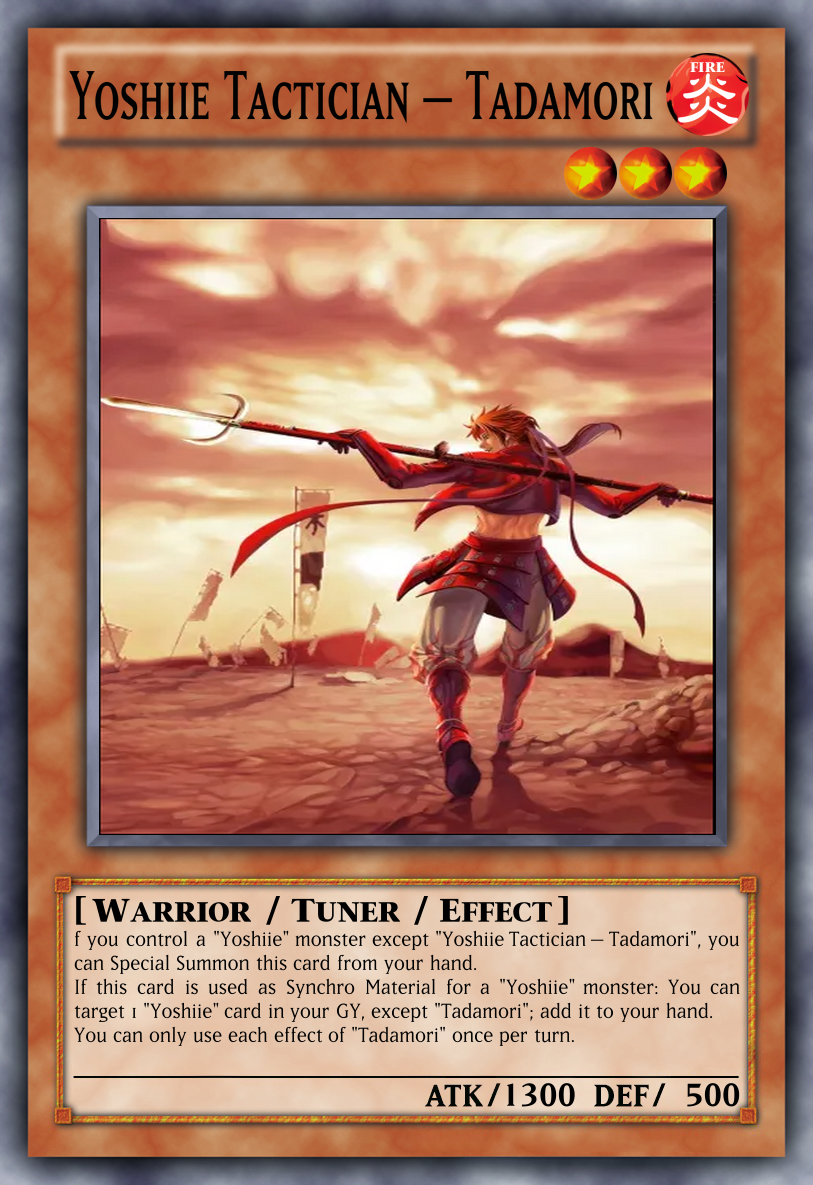 Yoshiie Tactician – Tadamori
FIRE
炎
[ Warrior / Tuner / Effect ]
f you control a "Yoshiie" monster except "Yoshiie Tactician – Tadamori", you
can Special Summon this card from your hand.
If this card is used as Synchro Material for a "Yoshiie" monster: You can
target 1 "Yoshiie" card in your GY, except "Tadamori"; add it to your hand.
You can only use each effect of "Tadamori" once per turn.
ATK/1300 DEF/ 500